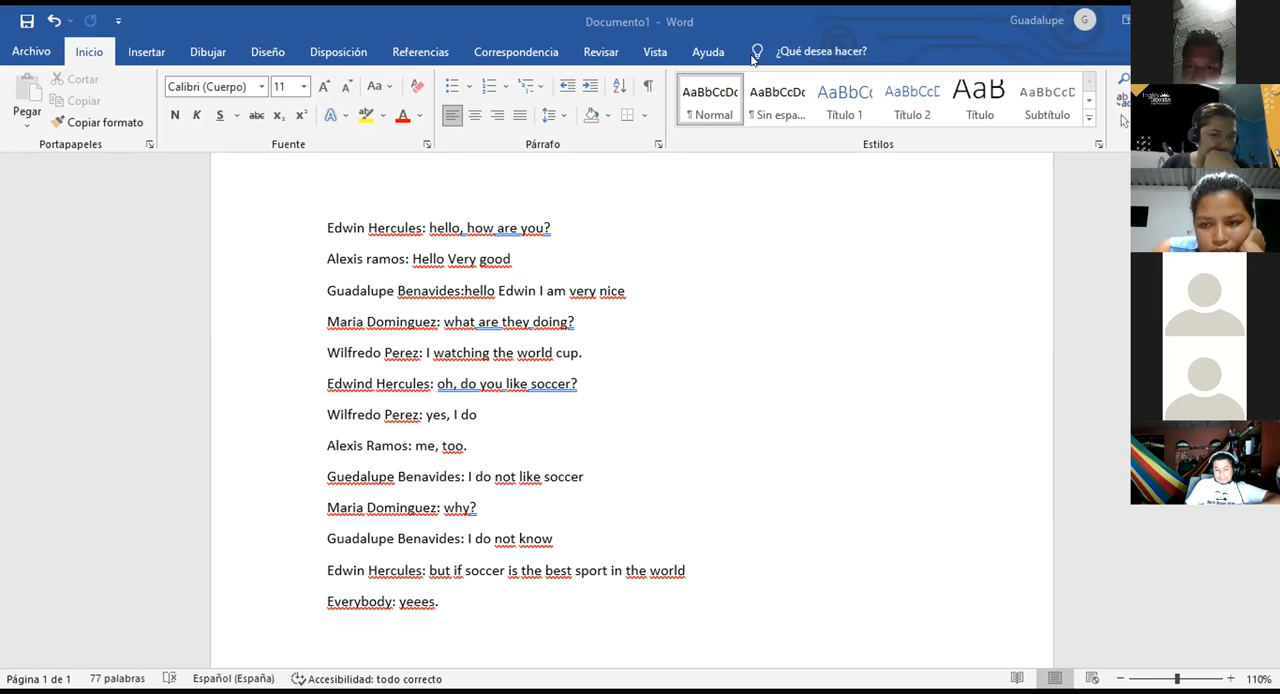 Documento1 - Word
Guadalupe
G
Archivo
Inicio
Insertar
Dibujar
Diseño
Disposición
Referencias
Correspondencia
Revisar
Vista
Ayuda
¿Qué desea hacer?
Pegar
Cortar
Copiar
Copiar formato
Portapapeles
Calibri (Cuerpo)
11
Aa
N K S abc x₂ x²
Fuente
Párrafo
AaBbCcDc
¶ Normal
AaBbCcDc
¶ Sin espa...
AaBbCc
Título 1
AaBbCcD
Título 2
AaB
Título
AaBbCcD
Subtítulo
Estilos
Edwin Hercules: hello, how are you?
Alexis ramos: Hello Very good
Guadalupe Benavides:hello Edwin I am very nice
Maria Dominguez: what are they doing?
Wilfredo Perez: I watching the world cup.
Edwind Hercules: oh, do you like soccer?
Wilfredo Perez: yes, I do
Alexis Ramos: me, too.
Guedalupe Benavides: I do not like soccer
Maria Dominguez: why?
Guadalupe Benavides: I do not know
Edwin Hercules: but if soccer is the best sport in the world
Everybody: yeees.
Página 1 de 1
77 palabras
Español (España)
Accesibilidad: todo correcto
110%